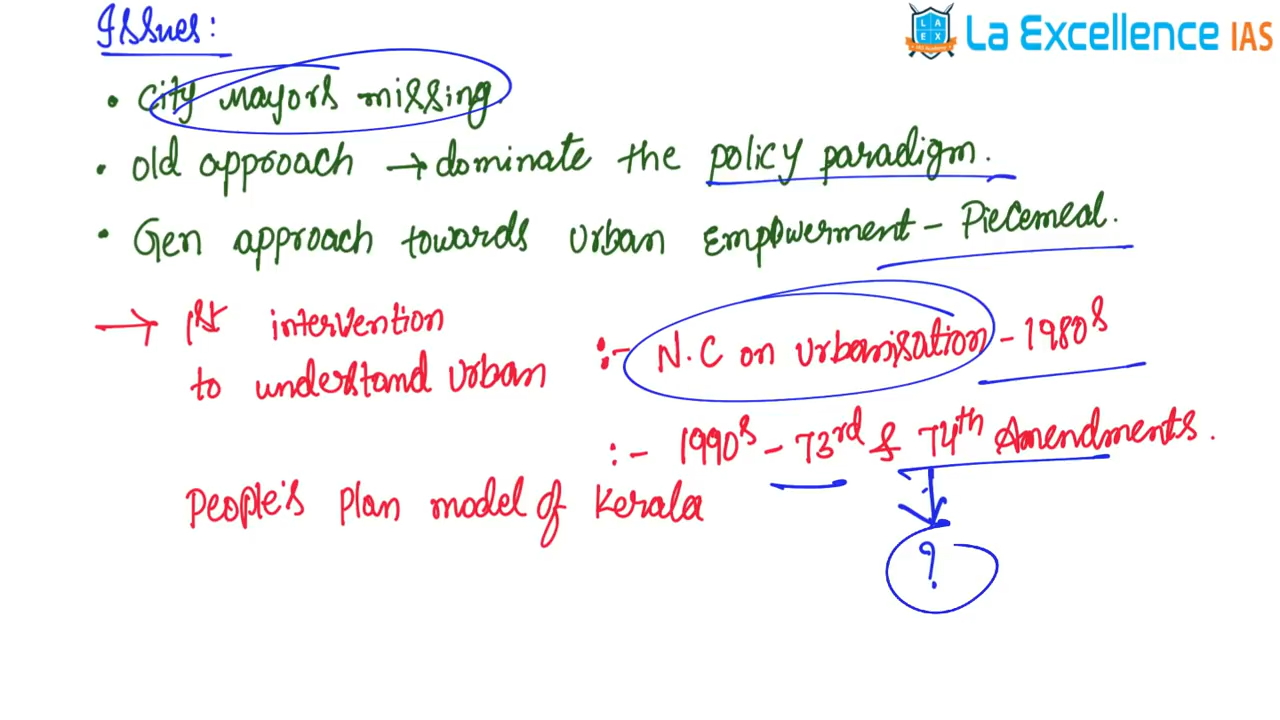 Issues:
La Excellence IAS
• City mayors missing.
• Old approach → dominate the policy paradigm.
• Gen approach towards urban Empowerment - Piecemeal.
→ 1st intervention
to understand urban
:- N.C on urbanisation - 1980s
:- 1990s - 73rd & 74th Amendments.
People's Plan model of Kerala
?